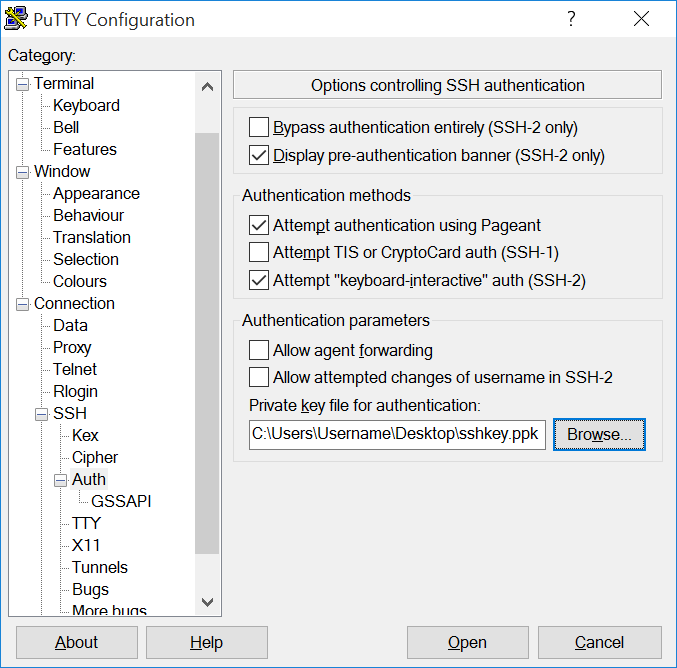 PuTTY Configuration
?
Category:
Terminal
Keyboard
Bell
Features
Window
Appearance
Behaviour
Translation
Selection
Colours
Connection
Data
Proxy
Telnet
Rlogin
SSH
Kex
Cipher
Auth
GSSAPI
TTY
X11
Tunnels
Bugs
More bugs
Options controlling SSH authentication
Bypass authentication entirely (SSH-2 only)
Display pre-authentication banner (SSH-2 only)
Authentication methods
Attempt authentication using Pageant
Attempt TIS or CryptoCard auth (SSH-1)
Attempt "keyboard-interactive" auth (SSH-2)
Authentication parameters
Allow agent forwarding
Allow attempted changes of username in SSH-2
Private key file for authentication:
C:\Users\Username\Desktop\sshkey.ppk Browse...
About Help Open Cancel